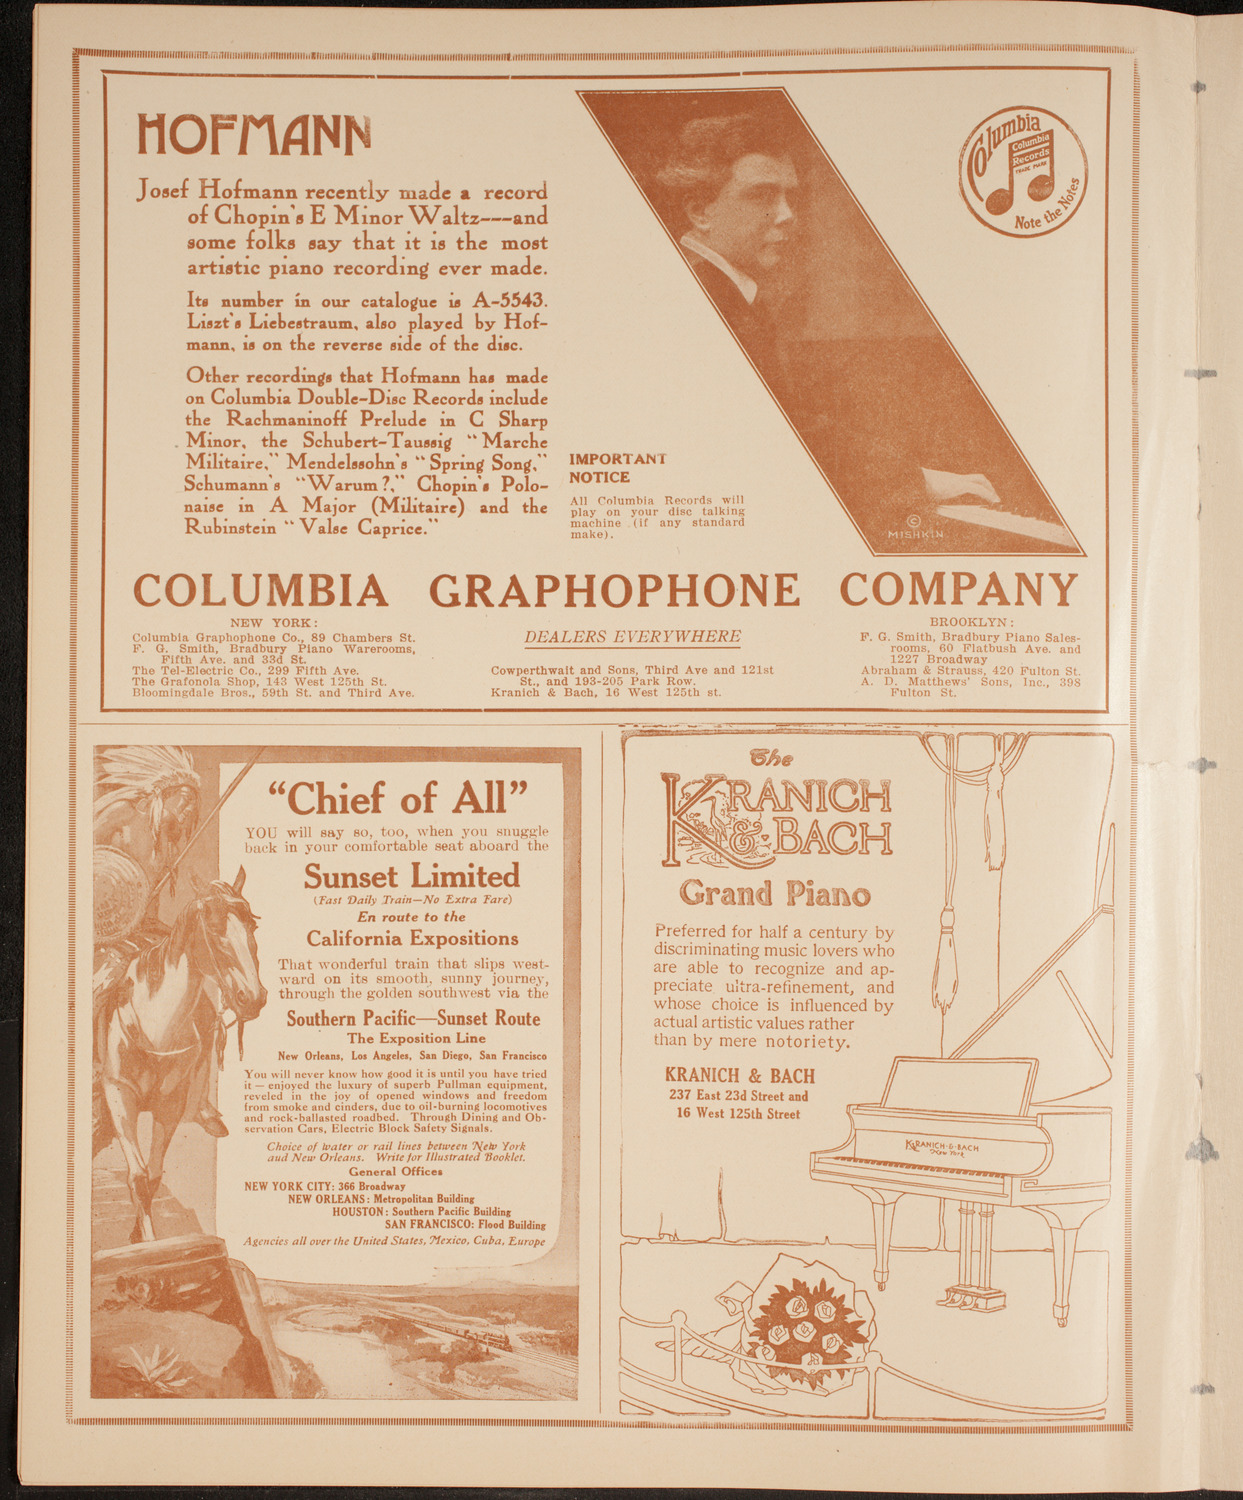 HOFMANN
Josef Hofmann recently made a record
of Chopin's E Minor Waltz---and
some folks say that it is the most
artistic piano recording ever made.
Its number in our catalogue is A-5543.
Liszt's Liebestraum, also played by Hof-
mann, is on the reverse side of the disc.
Other recordings that Hofmann has made
on Columbia Double-Disc Records include
the Rachmaninoff Prelude in C Sharp
Minor, the Schubert-Taussig "Marche
Militaire," Mendelssohn's "Spring Song,"
Schumann's "Warum?," Chopin's Polo-
naise in A Major (Militaire) and the
Rubinstein "Valse Caprice."
IMPORTANT
NOTICE
All Columbia Records will
play on your disc talking
machine (if any standard
make).
©
MISHKIN
Columbia
Columbia
Records
TRADE MARK
Note the Notes
COLUMBIA GRAPHOPHONE COMPANY
NEW YORK:
Columbia Graphophone Co., 89 Chambers St.
F. G. Smith, Bradbury Piano Warerooms,
Fifth Ave. and 33d St.
The Tel-Electric Co., 299 Fifth Ave.
The Grafonola Shop, 143 West 125th St.
Bloomingdale Bros., 59th St. and Third Ave.
DEALERS EVERYWHERE
Cowperthwait and Sons, Third Ave and 121st
St., and 193-205 Park Row.
Kranich & Bach, 16 West 125th st.
BROOKLYN:
F. G. Smith, Bradbury Piano Sales-
rooms, 60 Flatbush Ave. and
1227 Broadway
Abraham & Strauss, 420 Fulton St.
A. D. Matthews' Sons, Inc., 398
Fulton St.
"Chief of All"
YOU will say so, too, when you snuggle
back in your comfortable seat aboard the
Sunset Limited
(Fast Daily Train—No Extra Fare)
En route to the
California Expositions
That wonderful train that slips west-
ward on its smooth, sunny journey,
through the golden southwest via the
Southern Pacific—Sunset Route
The Exposition Line
New Orleans, Los Angeles, San Diego, San Francisco
You will never know how good it is until you have tried
it — enjoyed the luxury of superb Pullman equipment,
reveled in the joy of opened windows and freedom
from smoke and cinders, due to oil-burning locomotives
and rock-ballasted roadbed. Through Dining and Ob-
servation Cars, Electric Block Safety Signals.
Choice of water or rail lines between New York
and New Orleans. Write for Illustrated Booklet.
General Offices
NEW YORK CITY: 366 Broadway
NEW ORLEANS: Metropolitan Building
HOUSTON: Southern Pacific Building
SAN FRANCISCO: Flood Building
Agencies all over the United States, Mexico, Cuba, Europe
The
KRANICH
& BACH
Grand Piano
Preferred for half a century by
discriminating music lovers who
are able to recognize and ap-
preciate ultra-refinement, and
whose choice is influenced by
actual artistic values rather
than by mere notoriety.
KRANICH & BACH
237 East 23d Street and
16 West 125th Street
KRANICH-&-BACH
New York